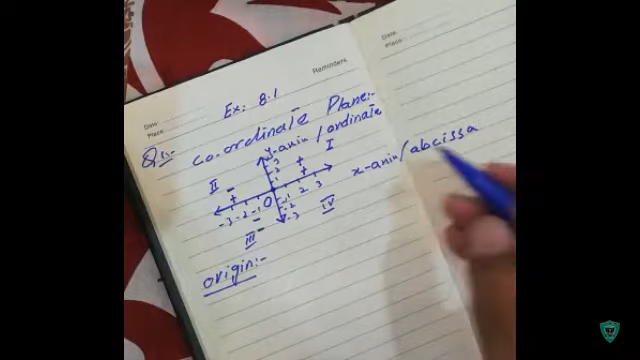 Reminders
Date:
Place:
Date:
Place:
Ex: 8.1
Q1:- co.ordinate Plane:-
y-axis / ordinate
II - + I
+ +
3
2
1
-3 -2 -1 O 1 2 3
-1
-2
-3
- III - IV
x-axis / abcissa
origin:-